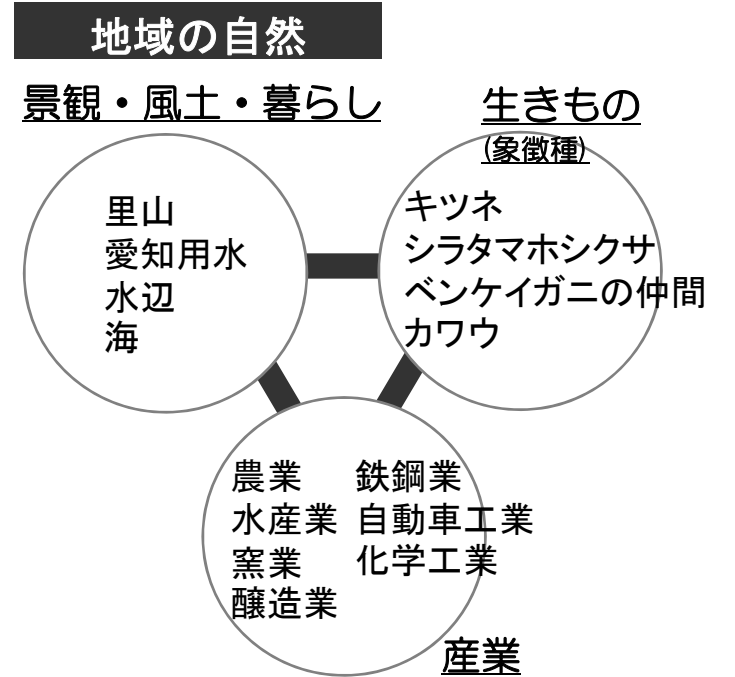 地域の自然
景観・風土・暮らし
里山
愛知用水
水辺
海
生きもの
(象徴種)
キツネ
シラタマホシクサ
ベンケイガニの仲間
カワウ
農業
水産業
窯業
醸造業
鉄鋼業
自動車工業
化学工業
産業